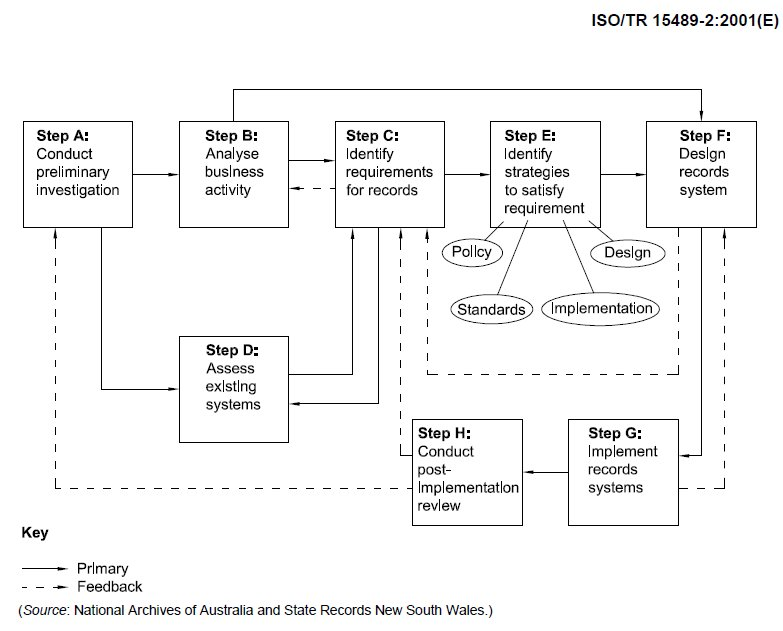 ISO/TR 15489-2:2001(E)
Step A:
Conduct
preliminary
investigation
Step B:
Analyse
business
activity
Step C:
Identify
requirements
for records
Step E:
Identify
strategies
to satisfy
requirement
Step F:
Design
records
system
Policy
Design
Standards
Implementation
Step D:
Assess
existing
systems
Step H:
Conduct
post-
Implementation
review
Step G:
Implement
records
systems
Key
Primary
Feedback
(Source: National Archives of Australia and State Records New South Wales.)